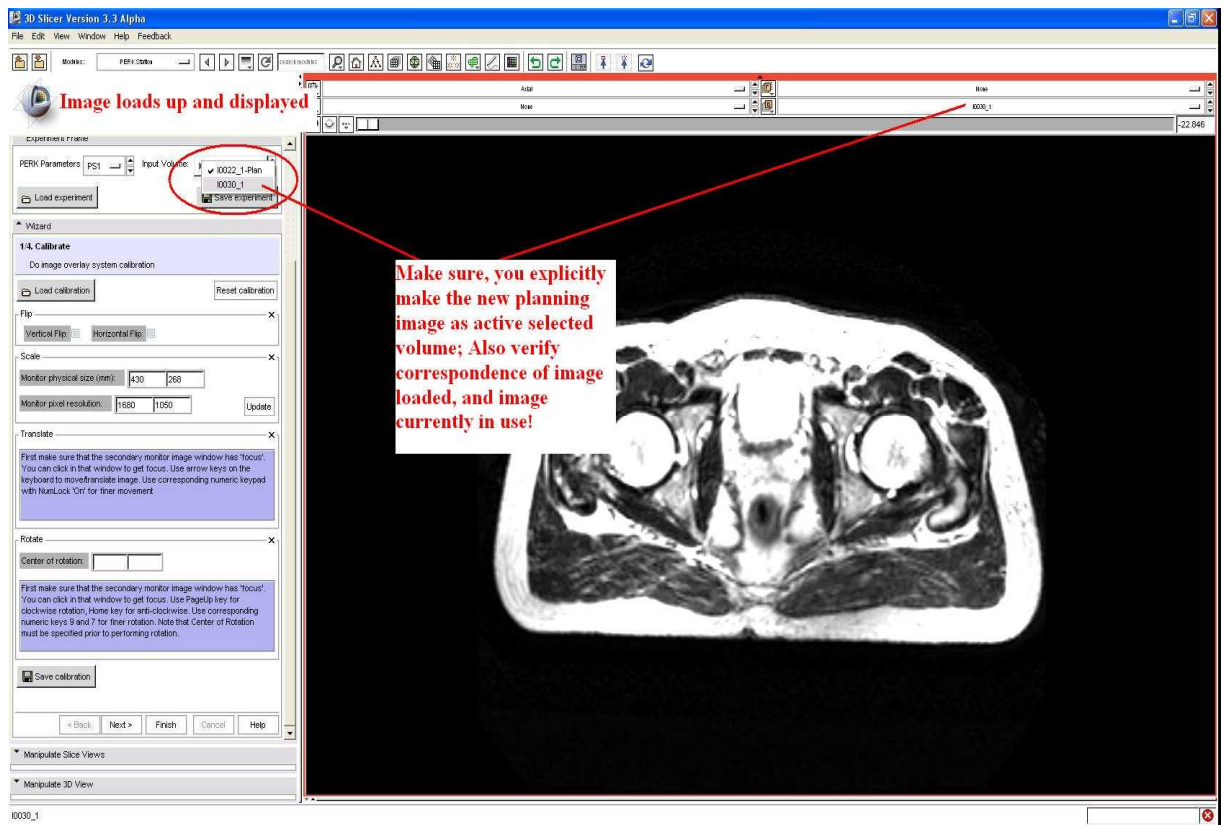 3D Slicer Version 3.3 Alpha
File Edit View Window Help Feedback
Modules: PERK Station search modules
Image loads up and displayed
Axial None
None I0030_1
-22.846
Experiment Frame
PERK Parameters PS1 Input Volume:
✓ I0022_1-Plan
I0030_1
Load experiment Save experiment
Wizard
1/4. Calibrate
Do image overlay system calibration
Load calibration Reset calibration
Flip X
Vertical Flip: Horizontal Flip:
Scale X
Monitor physical size (mm): 430 268
Monitor pixel resolution: 1680 1050 Update
Translate X
First make sure that the secondary monitor image window has 'focus'.
You can click in that window to get focus. Use arrow keys on the
keyboard to move/translate image. Use corresponding numeric keypad
with NumLock 'On' for finer movement
Rotate X
Center of rotation:
First make sure that the secondary monitor image window has 'focus'.
You can click in that window to get focus. Use PageUp key for
clockwise rotation, Home key for anti-clockwise. Use corresponding
numeric keys 9 and 7 for finer rotation. Note that Center of Rotation
must be specified prior to performing rotation.
Save calibration
< Back Next > Finish Cancel Help
Manipulate Slice Views
Manipulate 3D View
I0030_1
Make sure, you explicitly
make the new planning
image as active selected
volume; Also verify
correspondence of image
loaded, and image
currently in use!